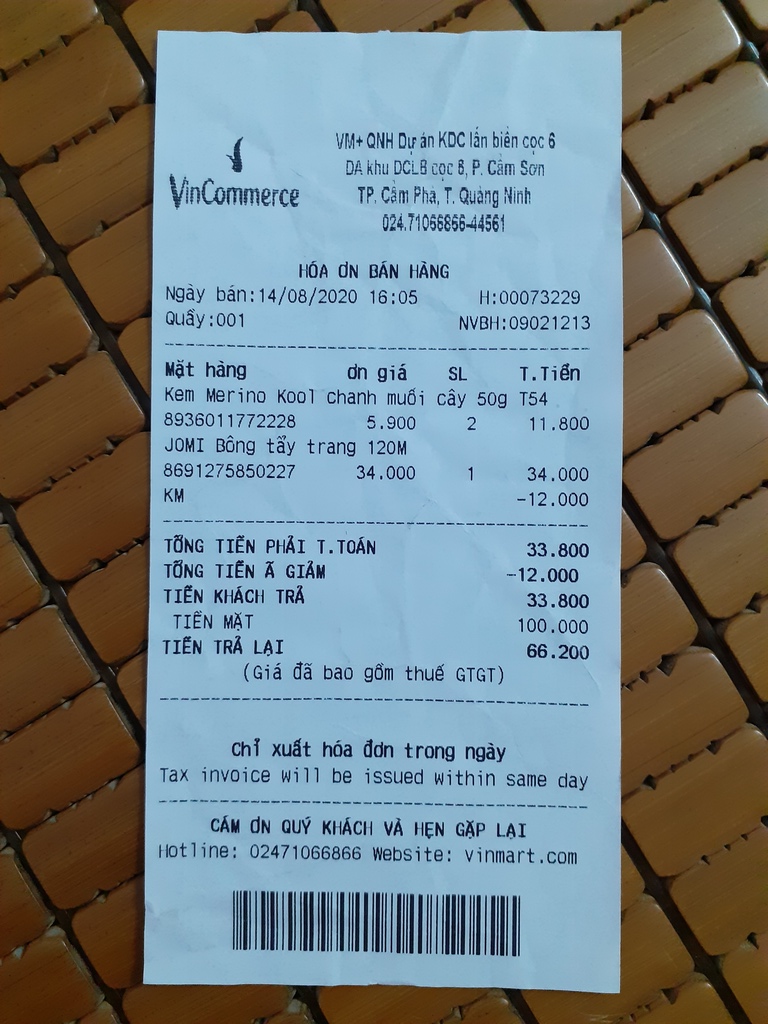 VinCommerce
VM+ QNH Dự án KDC lấn biển cọc 6
DA khu DCLB cọc 6, P. Cẩm Sơn
TP. Cẩm Phả, T. Quảng Ninh
024.71066866-44561
HÓA ƠN BÁN HÀNG
Ngày bán:14/08/2020 16:05 H:00073229
Quầy:001 NVBH:09021213
Mặt hàng ơn giá SL T.Tiền
Kem Merino Kool chanh muối cây 50g T54
8936011772228 5.900 2 11.800
JOMI Bông tẩy trang 120M
8691275850227 34.000 1 34.000
KM -12.000
TỔNG TIỀN PHẢI T.TOÁN 33.800
TỔNG TIỀN Ã GIẢM -12.000
TIỀN KHÁCH TRẢ 33.800
TIỀN MẶT 100.000
TIỀN TRẢ LẠI 66.200
(Giá đã bao gồm thuế GTGT)
Chỉ xuất hóa đơn trong ngày
Tax invoice will be issued within same day
CẢM ƠN QUÝ KHÁCH VÀ HẸN GẶP LẠI
Hotline: 02471066866 Website: vinmart.com